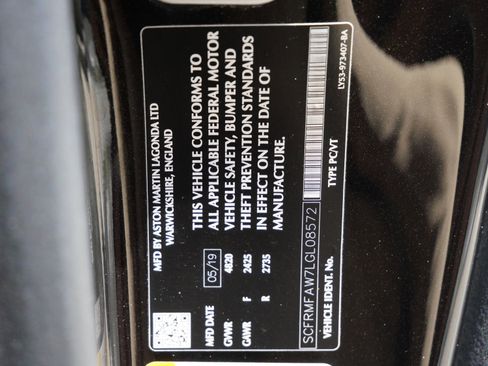 MFD BY ASTON MARTIN LAGONDA LTD
WARWICKSHIRE, ENGLAND
THIS VEHICLE CONFORMS TO
ALL APPLICABLE FEDERAL MOTOR
VEHICLE SAFETY, BUMPER AND
THEFT PREVENTION STANDARDS
IN EFFECT ON THE DATE OF
MANUFACTURE.
MFD DATE 05/19
GVWR 4820
GAWR F 2425
R 2735
SCFRMFAW7LGL08572
VEHICLE IDENT. No. TYPE PC/VT
LY53-973407-BA